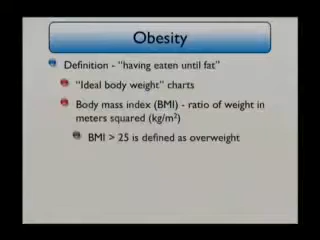 Obesity
Definition - “having eaten until fat”
“Ideal body weight” charts
Body mass index (BMI) - ratio of weight in
meters squared (kg/m²)
BMI > 25 is defined as overweight